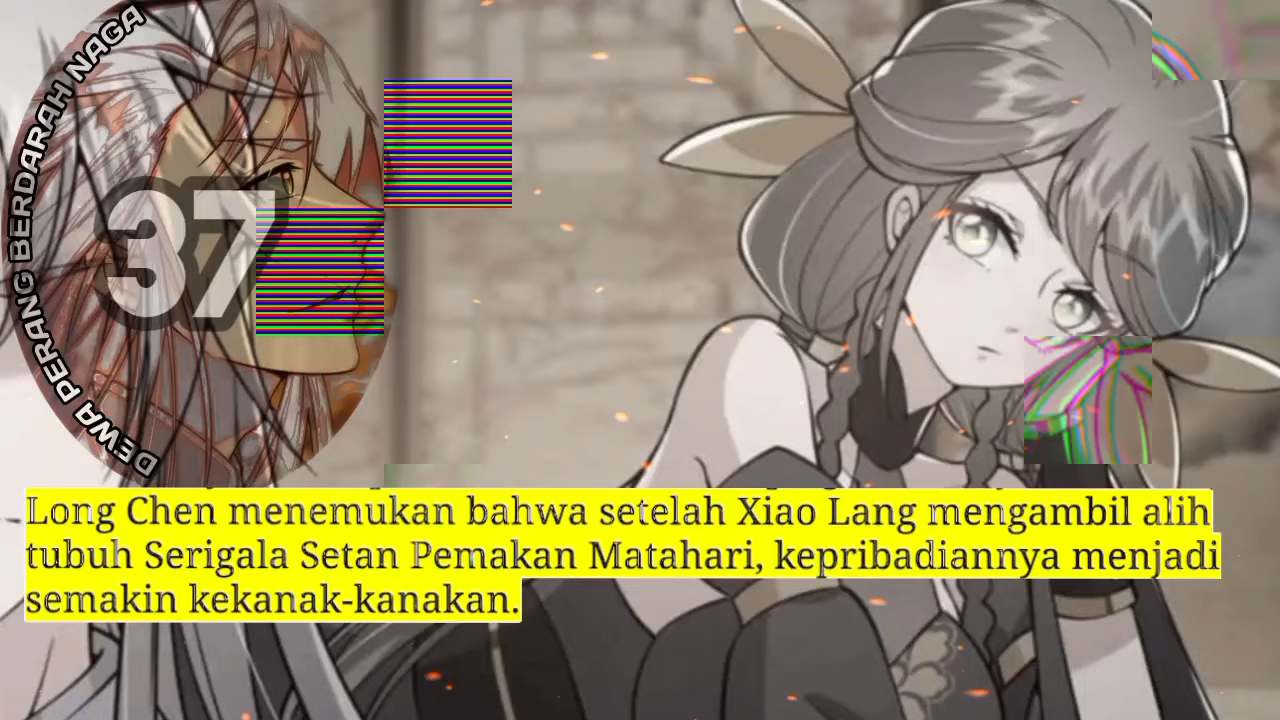 DEWA PERANG BERDARAH NAGA
37
Long Chen menemukan bahwa setelah Xiao Lang mengambil alih
tubuh Serigala Setan Pemakan Matahari, kepribadiannya menjadi
semakin kekanak-kanakan.